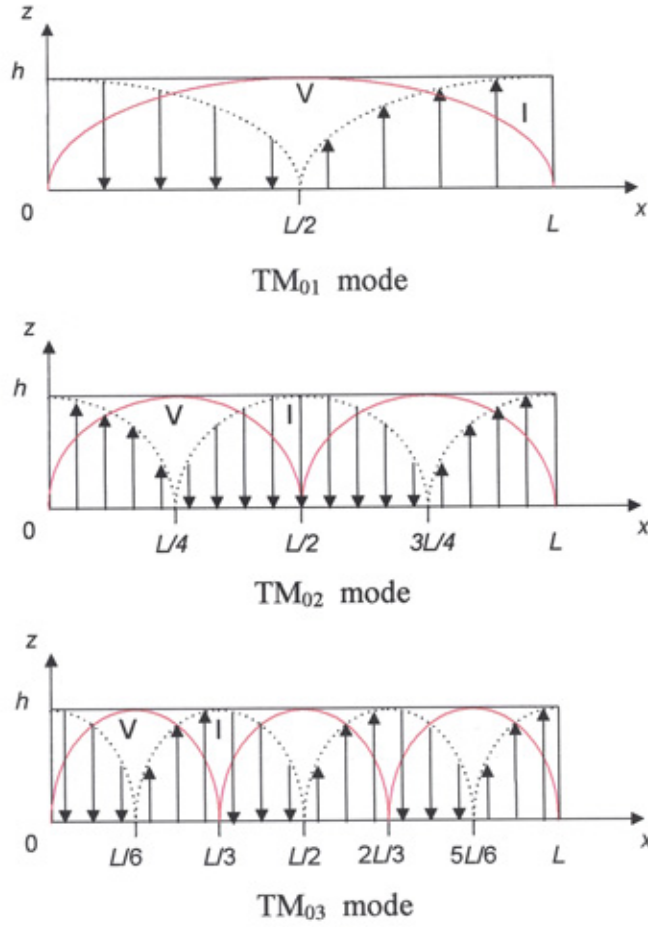 z
h
V
I
0
L/2
L
x
TM₀₁ mode
z
h
V
I
0
L/4
L/2
3L/4
L
x
TM₀₂ mode
z
h
V
I
0
L/6
L/3
L/2
2L/3
5L/6
L
x
TM₀₃ mode